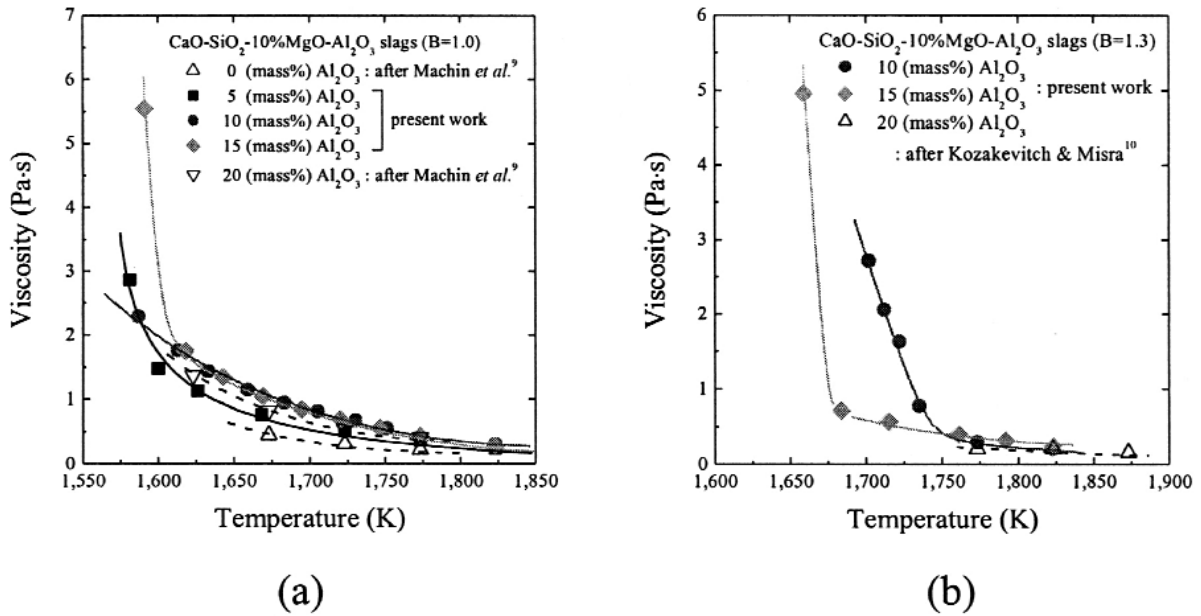 CaO-SiO₂-10%MgO-Al₂O₃ slags (B=1.0)
0 (mass%) Al₂O₃ : after Machin et al.⁹
5 (mass%) Al₂O₃
10 (mass%) Al₂O₃
present work
15 (mass%) Al₂O₃
20 (mass%) Al₂O₃ : after Machin et al.⁹
7
6
5
4
3
2
1
0
Viscosity (Pa·s)
1,550 1,600 1,650 1,700 1,750 1,800 1,850
Temperature (K)
(a)
CaO-SiO₂-10%MgO-Al₂O₃ slags (B=1.3)
10 (mass%) Al₂O₃
: present work
15 (mass%) Al₂O₃
20 (mass%) Al₂O₃
: after Kozakevitch & Misra¹⁰
6
5
4
3
2
1
0
Viscosity (Pa·s)
1,600 1,650 1,700 1,750 1,800 1,850 1,900
Temperature (K)
(b)